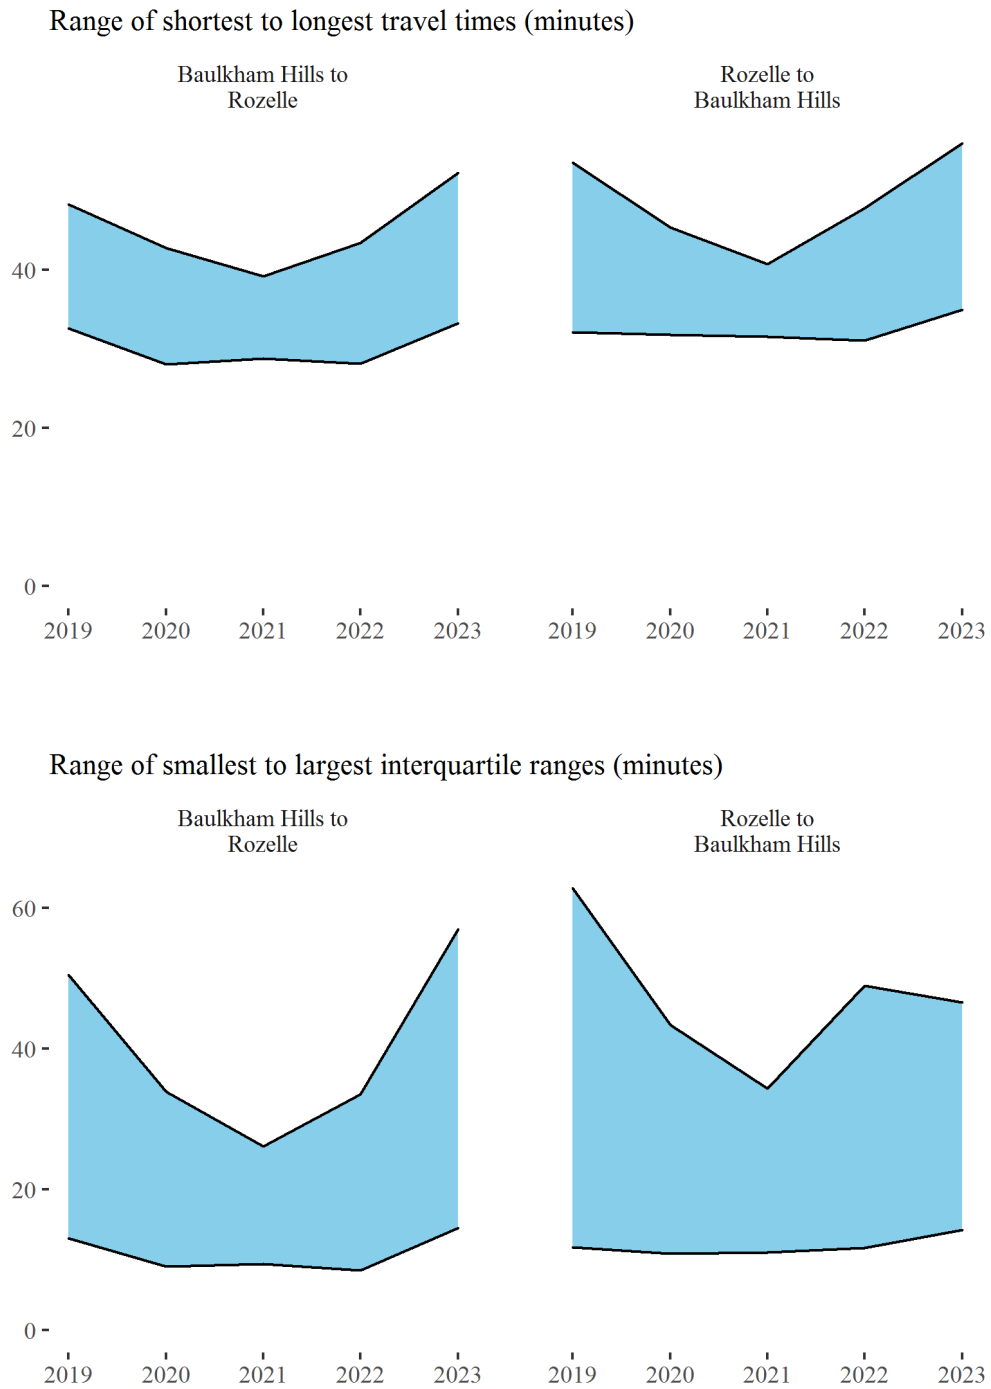 Range of shortest to longest travel times (minutes)
Baulkham Hills to
Rozelle
Rozelle to
Baulkham Hills
40
20
0
2019 2020 2021 2022 2023
2019 2020 2021 2022 2023
Range of smallest to largest interquartile ranges (minutes)
Baulkham Hills to
Rozelle
Rozelle to
Baulkham Hills
60
40
20
0
2019 2020 2021 2022 2023
2019 2020 2021 2022 2023